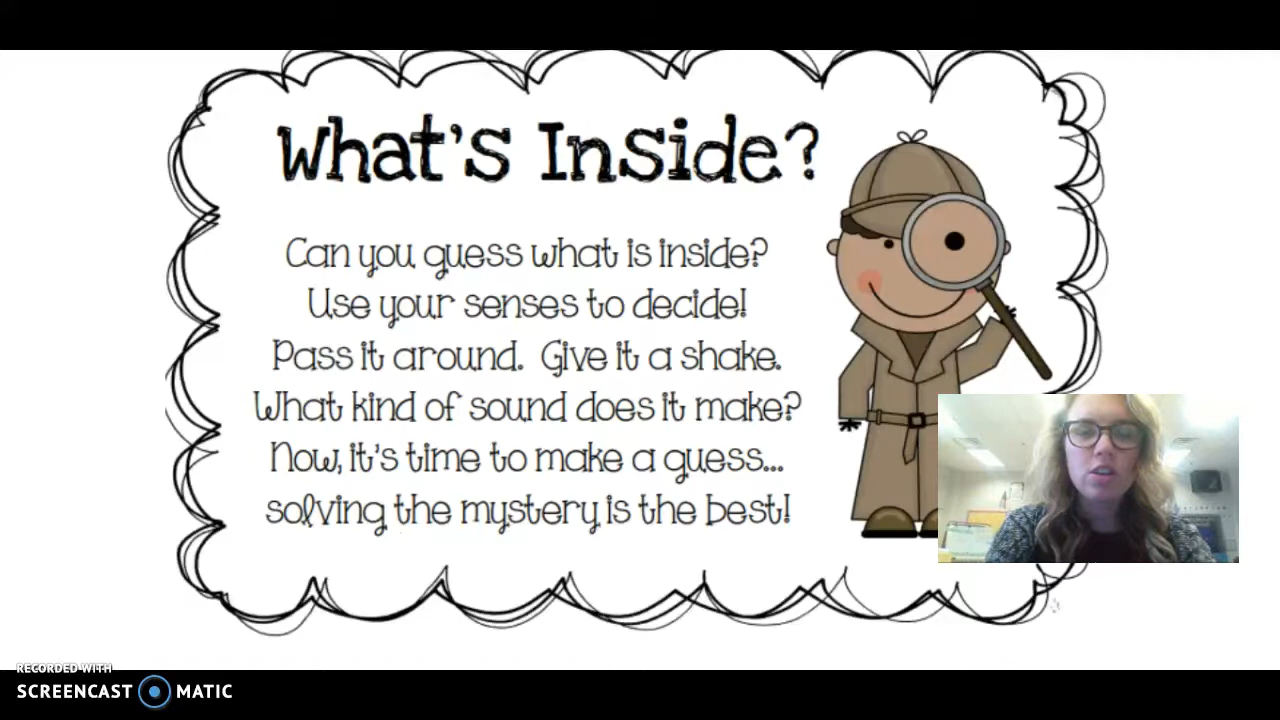 What's Inside?
Can you guess what is inside?
Use your senses to decide!
Pass it around. Give it a shake.
What kind of sound does it make?
Now, it's time to make a guess...
solving the mystery is the best!
RECORDED WITH
SCREENCAST MATIC